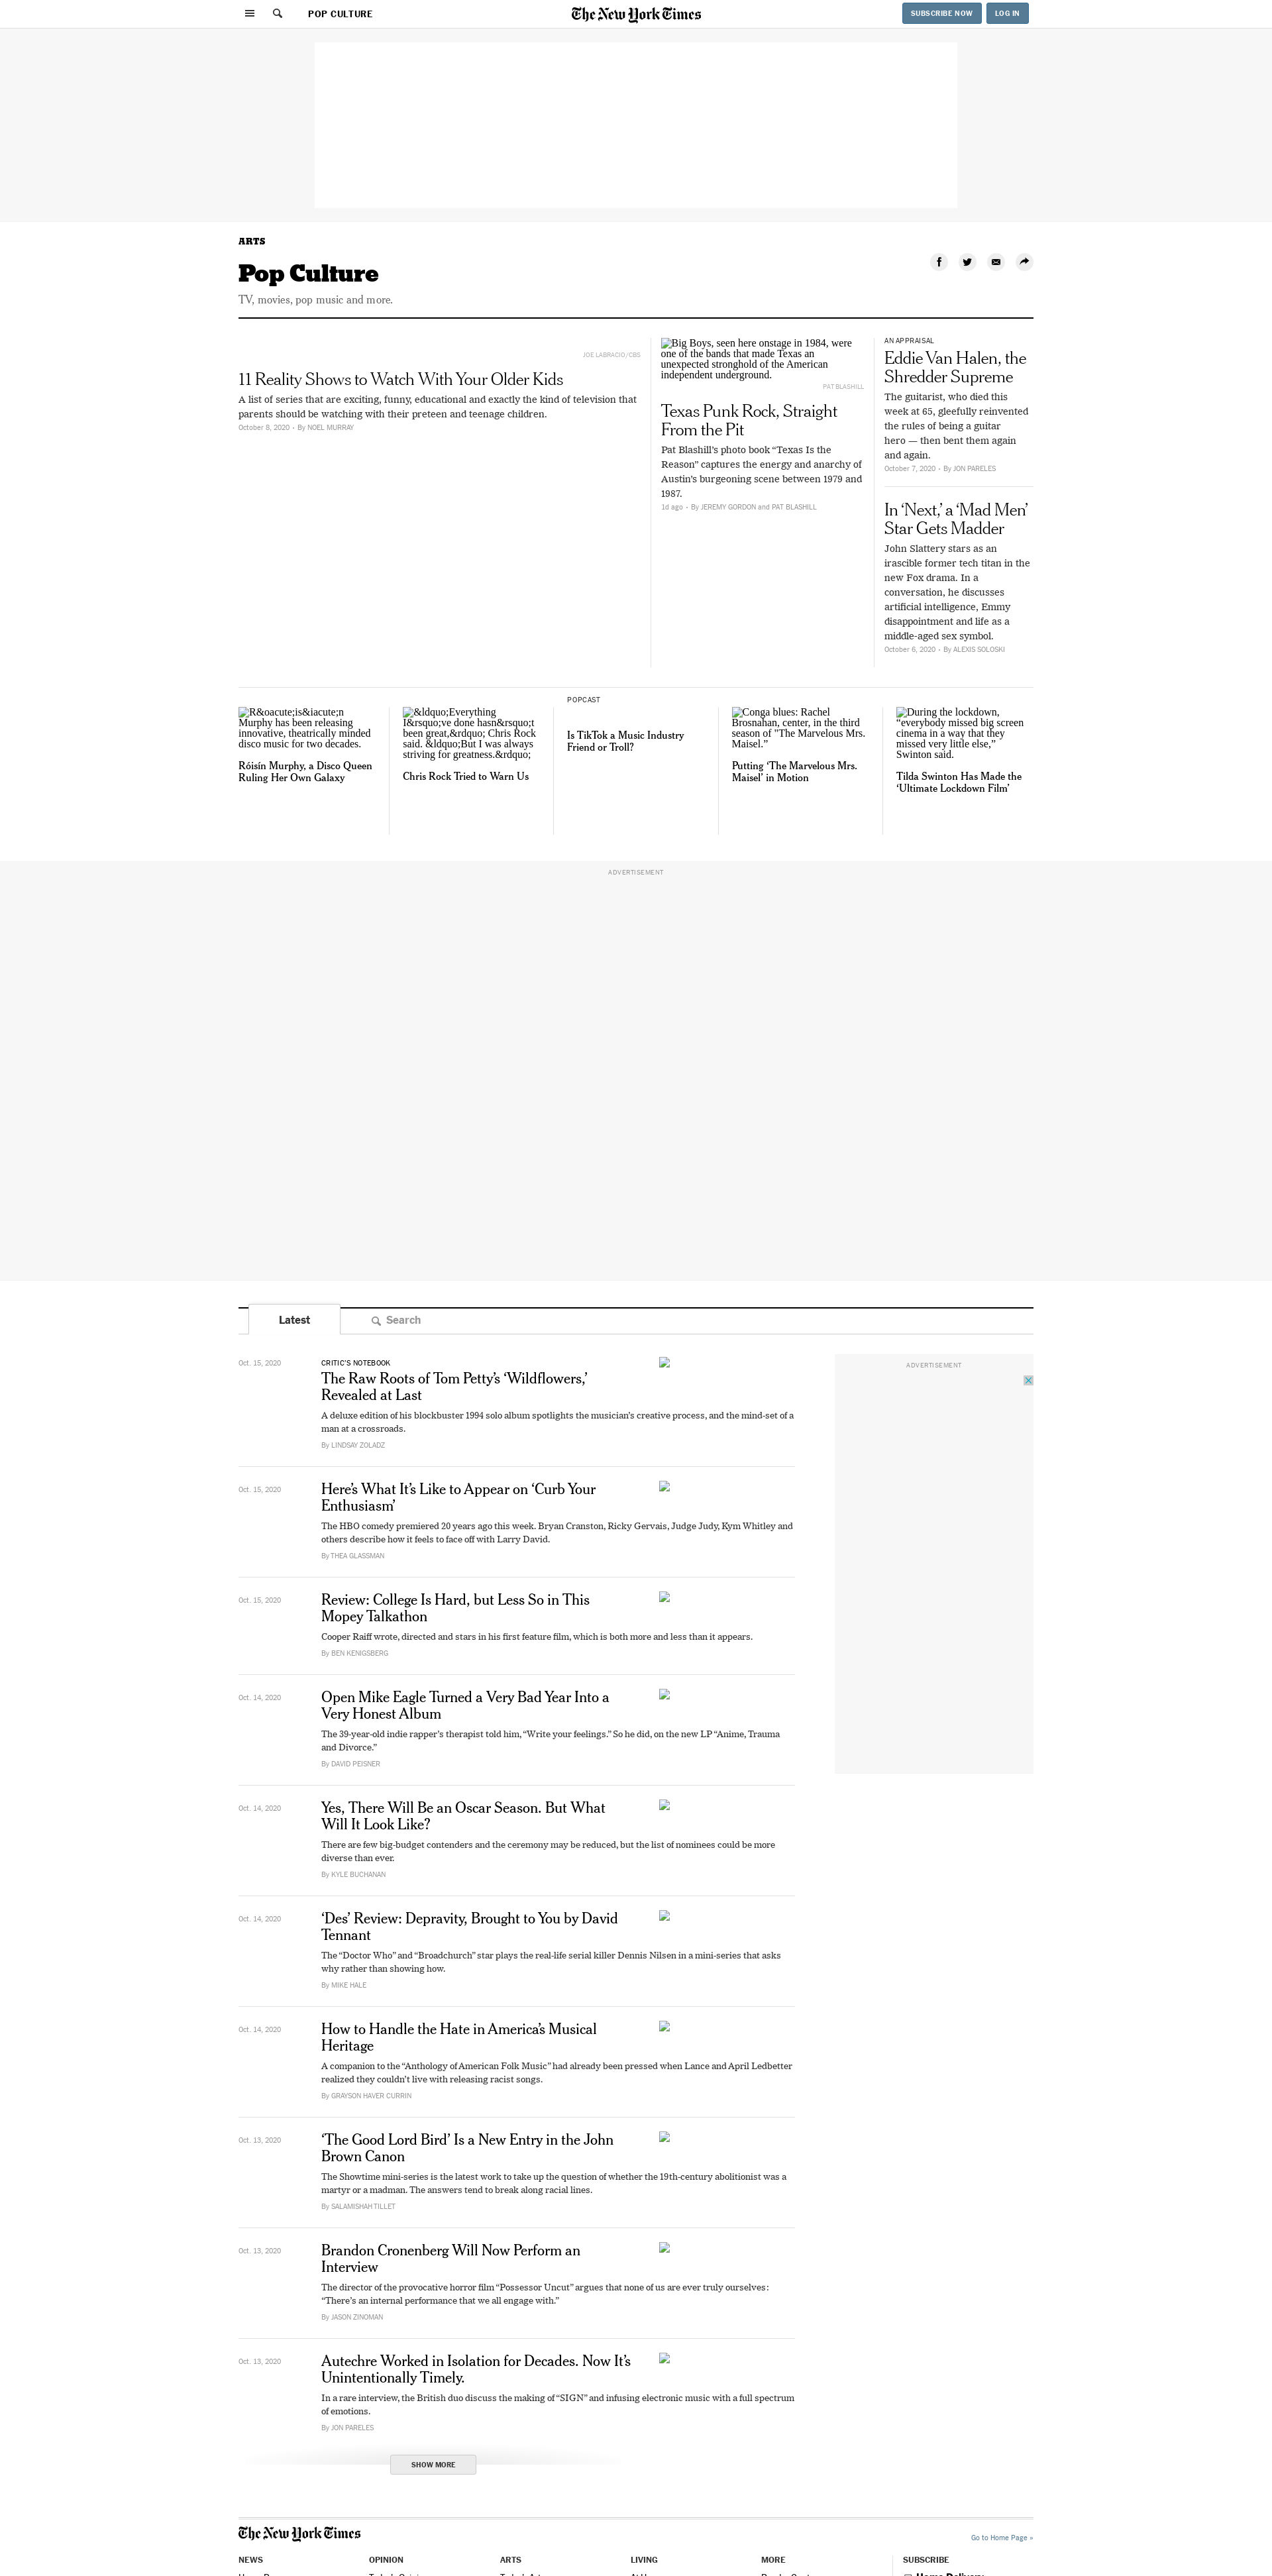 POP CULTURE
The New York Times
SUBSCRIBE NOW
LOG IN
ARTS
Pop Culture
TV, movies, pop music and more.
JOE LABRACIO/CBS
11 Reality Shows to Watch With Your Older Kids
A list of series that are exciting, funny, educational and exactly the kind of television that
parents should be watching with their preteen and teenage children.
October 8, 2020 • By NOEL MURRAY
Big Boys, seen here onstage in 1984, were
one of the bands that made Texas an
unexpected stronghold of the American
independent underground.
PAT BLASHILL
Texas Punk Rock, Straight
From the Pit
Pat Blashill's photo book “Texas Is the
Reason” captures the energy and anarchy of
Austin's burgeoning scene between 1979 and
1987.
1d ago • By JEREMY GORDON and PAT BLASHILL
AN APPRAISAL
Eddie Van Halen, the
Shredder Supreme
The guitarist, who died this
week at 65, gleefully reinvented
the rules of being a guitar
hero — then bent them again
and again.
October 7, 2020 • By JON PARELES
In ‘Next,’ a ‘Mad Men’
Star Gets Madder
John Slattery stars as an
irascible former tech titan in the
new Fox drama. In a
conversation, he discusses
artificial intelligence, Emmy
disappointment and life as a
middle-aged sex symbol.
October 6, 2020 • By ALEXIS SOLOSKI
R&oacute;is&iacute;n
Murphy has been releasing
innovative, theatrically minded
disco music for two decades.
Róisín Murphy, a Disco Queen
Ruling Her Own Galaxy
&ldquo;Everything
I&rsquo;ve done hasn&rsquo;t
been great,&rdquo; Chris Rock
said. &ldquo;But I was always
striving for greatness.&rdquo;
Chris Rock Tried to Warn Us
POPCAST
Is TikTok a Music Industry
Friend or Troll?
Conga blues: Rachel
Brosnahan, center, in the third
season of "The Marvelous Mrs.
Maisel.”
Putting ‘The Marvelous Mrs.
Maisel’ in Motion
During the lockdown,
“everybody missed big screen
cinema in a way that they
missed very little else,”
Swinton said.
Tilda Swinton Has Made the
‘Ultimate Lockdown Film’
ADVERTISEMENT
Latest
Search
ADVERTISEMENT
Oct. 15, 2020
CRITIC'S NOTEBOOK
The Raw Roots of Tom Petty’s ‘Wildflowers,’
Revealed at Last
A deluxe edition of his blockbuster 1994 solo album spotlights the musician’s creative process, and the mind-set of a
man at a crossroads.
By LINDSAY ZOLADZ
Oct. 15, 2020
Here’s What It’s Like to Appear on ‘Curb Your
Enthusiasm’
The HBO comedy premiered 20 years ago this week. Bryan Cranston, Ricky Gervais, Judge Judy, Kym Whitley and
others describe how it feels to face off with Larry David.
By THEA GLASSMAN
Oct. 15, 2020
Review: College Is Hard, but Less So in This
Mopey Talkathon
Cooper Raiff wrote, directed and stars in his first feature film, which is both more and less than it appears.
By BEN KENIGSBERG
Oct. 14, 2020
Open Mike Eagle Turned a Very Bad Year Into a
Very Honest Album
The 39-year-old indie rapper’s therapist told him, “Write your feelings.” So he did, on the new LP “Anime, Trauma
and Divorce.”
By DAVID PEISNER
Oct. 14, 2020
Yes, There Will Be an Oscar Season. But What
Will It Look Like?
There are few big-budget contenders and the ceremony may be reduced, but the list of nominees could be more
diverse than ever.
By KYLE BUCHANAN
Oct. 14, 2020
‘Des’ Review: Depravity, Brought to You by David
Tennant
The “Doctor Who” and “Broadchurch” star plays the real-life serial killer Dennis Nilsen in a mini-series that asks
why rather than showing how.
By MIKE HALE
Oct. 14, 2020
How to Handle the Hate in America’s Musical
Heritage
A companion to the “Anthology of American Folk Music” had already been pressed when Lance and April Ledbetter
realized they couldn’t live with releasing racist songs.
By GRAYSON HAVER CURRIN
Oct. 13, 2020
‘The Good Lord Bird’ Is a New Entry in the John
Brown Canon
The Showtime mini-series is the latest work to take up the question of whether the 19th-century abolitionist was a
martyr or a madman. The answers tend to break along racial lines.
By SALAMISHAH TILLET
Oct. 13, 2020
Brandon Cronenberg Will Now Perform an
Interview
The director of the provocative horror film “Possessor Uncut” argues that none of us are ever truly ourselves:
“There’s an internal performance that we all engage with.”
By JASON ZINOMAN
Oct. 13, 2020
Autechre Worked in Isolation for Decades. Now It’s
Unintentionally Timely.
In a rare interview, the British duo discuss the making of “SIGN” and infusing electronic music with a full spectrum
of emotions.
By JON PARELES
SHOW MORE
The New York Times
Go to Home Page »
NEWS
OPINION
ARTS
LIVING
MORE
SUBSCRIBE